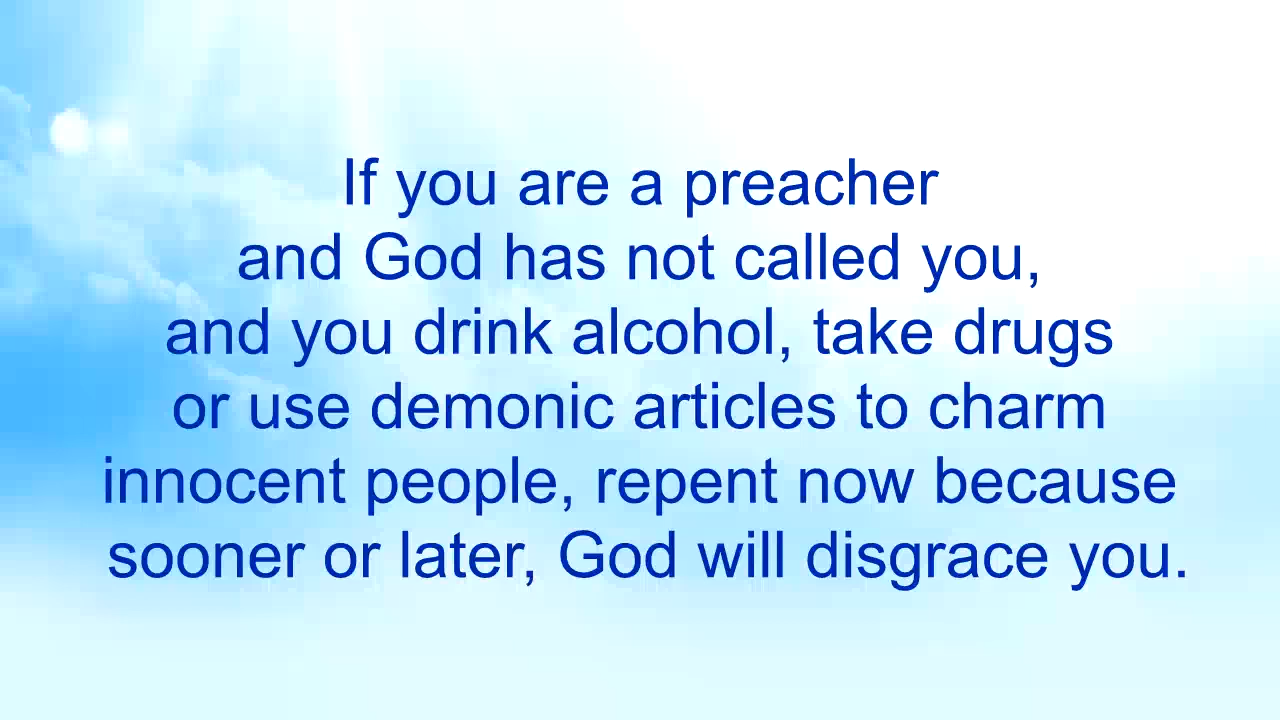 If you are a preacher
and God has not called you,
and you drink alcohol, take drugs
or use demonic articles to charm
innocent people, repent now because
sooner or later, God will disgrace you.